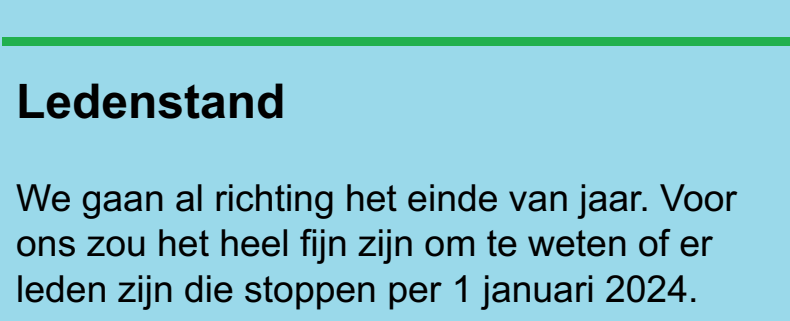 Ledenstand
We gaan al richting het einde van jaar. Voor
ons zou het heel fijn zijn om te weten of er
leden zijn die stoppen per 1 januari 2024.